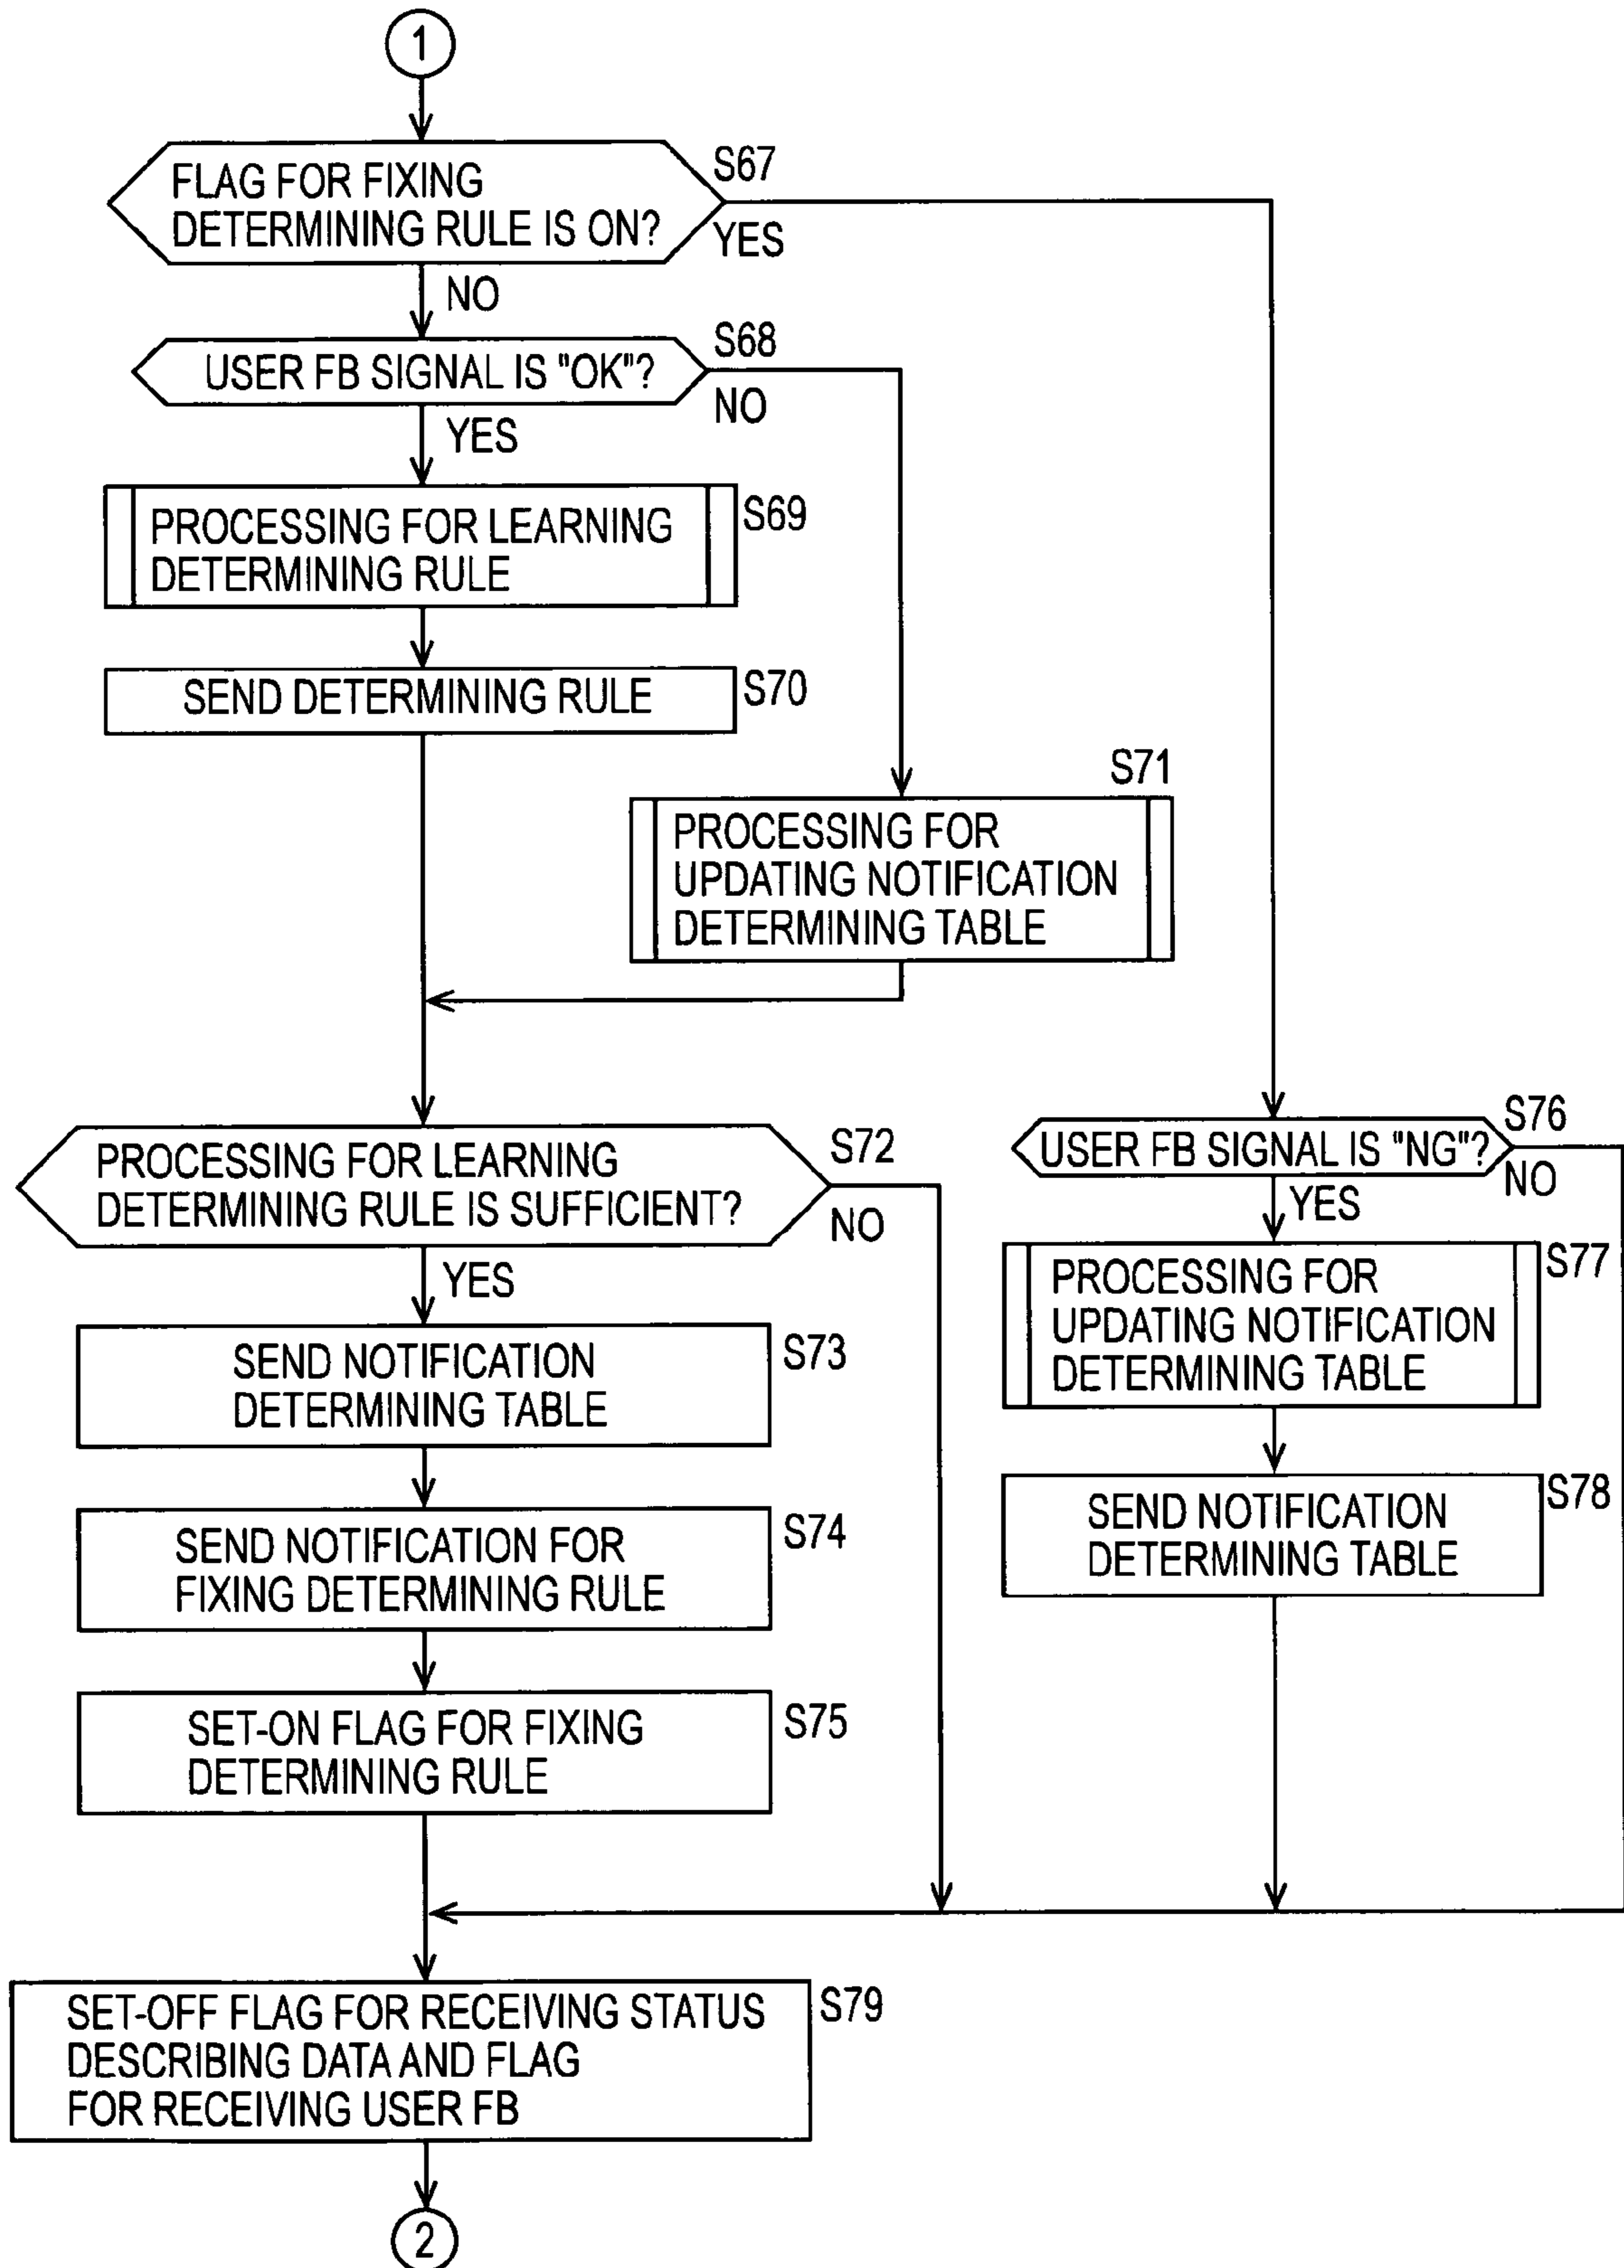 1
FLAG FOR FIXING
DETERMINING RULE IS ON?
S67
YES
NO
USER FB SIGNAL IS "OK"?
S68
NO
YES
PROCESSING FOR LEARNING
DETERMINING RULE
S69
SEND DETERMINING RULE
S70
S71
PROCESSING FOR
UPDATING NOTIFICATION
DETERMINING TABLE
PROCESSING FOR LEARNING
DETERMINING RULE IS SUFFICIENT?
S72
NO
YES
SEND NOTIFICATION
DETERMINING TABLE
S73
SEND NOTIFICATION FOR
FIXING DETERMINING RULE
S74
SET-ON FLAG FOR FIXING
DETERMINING RULE
S75
USER FB SIGNAL IS "NG"?
S76
NO
YES
PROCESSING FOR
UPDATING NOTIFICATION
DETERMINING TABLE
S77
SEND NOTIFICATION
DETERMINING TABLE
S78
SET-OFF FLAG FOR RECEIVING STATUS
DESCRIBING DATA AND FLAG
FOR RECEIVING USER FB
S79
2